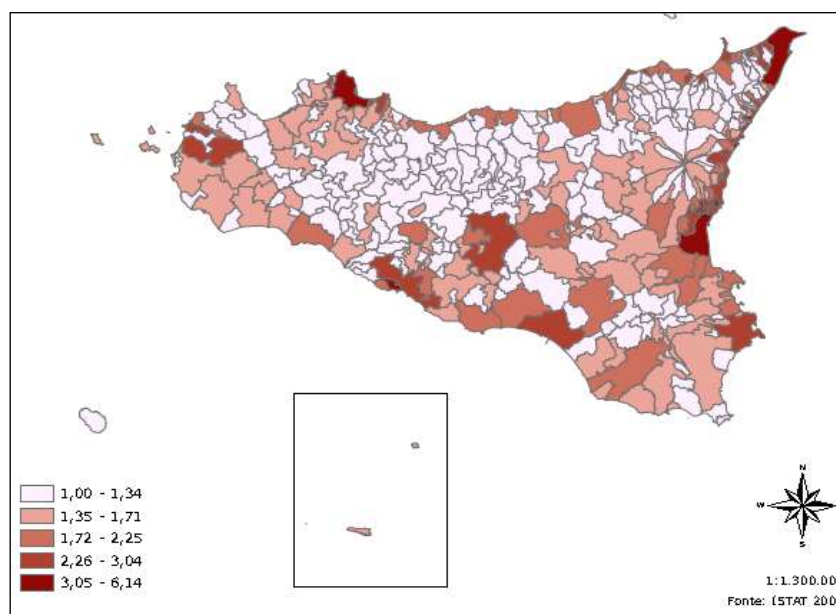 1,00 - 1,34
1,35 - 1,71
1,72 - 2,25
2,26 - 3,04
3,05 - 6,14
N
W
S
1:1.300.00
Fonte: ISTAT 200